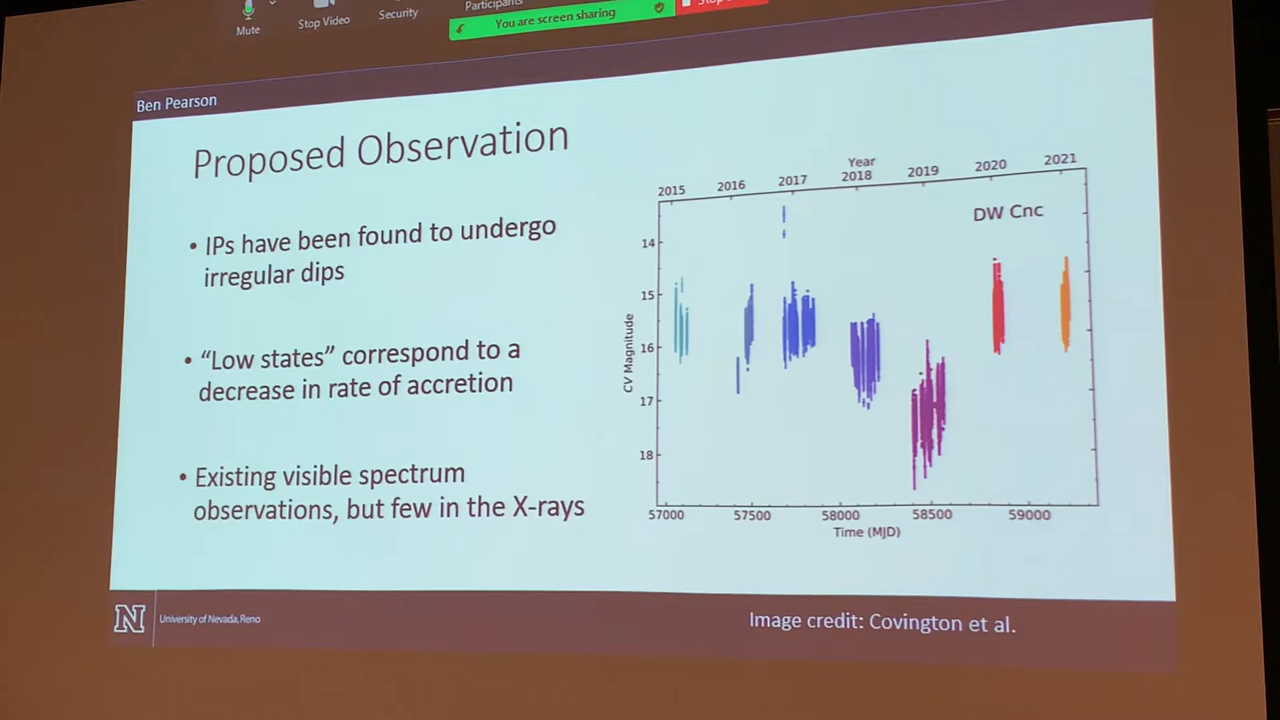 Mute
Stop Video
Security
Participants
You are screen sharing
Ben Pearson
Proposed Observation
• IPs have been found to undergo
irregular dips
• “Low states” correspond to a
decrease in rate of accretion
• Existing visible spectrum
observations, but few in the X-rays
Year
2015 2016 2017 2018 2019 2020 2021
DW Cnc
14
15
16
17
18
CV Magnitude
57000 57500 58000 58500 59000
Time (MJD)
N
University of Nevada, Reno
Image credit: Covington et al.